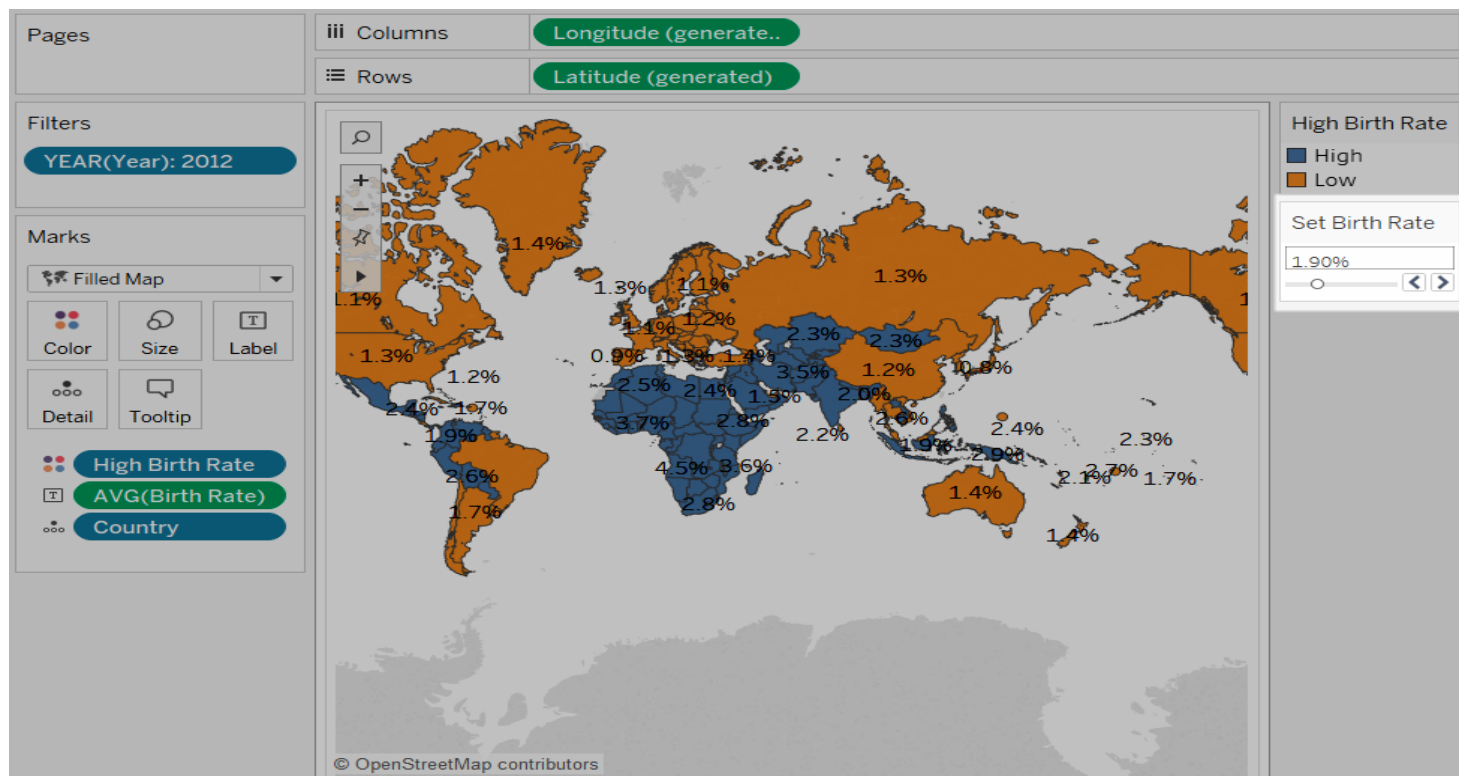 Pages
iii Columns
Longitude (generate..
Rows
Latitude (generated)
Filters
YEAR(Year): 2012
Marks
Filled Map
Color
Size
Label
Detail
Tooltip
High Birth Rate
AVG(Birth Rate)
Country
1.4%
1.3%
1.3%
1.1%
1.1%
1.2%
1.1%
2.3%
2.3%
1.3%
0.9%
1.3%
1.4%
1.2%
0.8%
1.2%
3.5%
2.5%
2.4%
1.5%
2.0%
2.4%
1.7%
3.7%
2.8%
2.6%
2.2%
2.4%
2.3%
1.9%
1.9%
2.9%
2.6%
4.5%
3.6%
2.1%
2.7%
1.7%
1.7%
2.8%
1.4%
1.4%
© OpenStreetMap contributors
High Birth Rate
High
Low
Set Birth Rate
1.90%